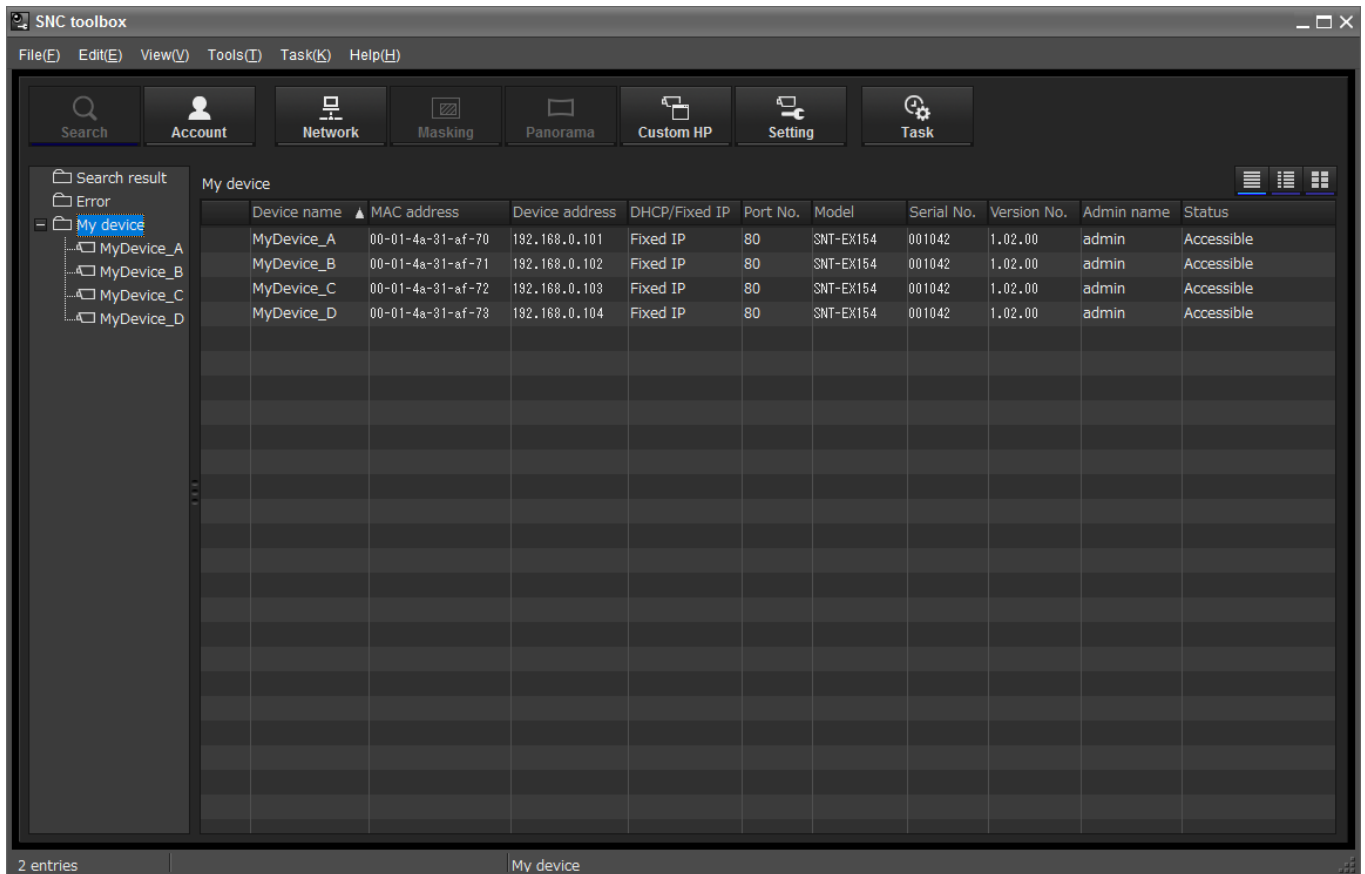 SNC toolbox
File(F) Edit(E) View(V) Tools(T) Task(K) Help(H)
Search Account Network Masking Panorama Custom HP Setting Task
Search result
Error
My device
MyDevice_A
MyDevice_B
MyDevice_C
MyDevice_D
My device
Device name MAC address Device address DHCP/Fixed IP Port No. Model Serial No. Version No. Admin name Status
MyDevice_A 00-01-4a-31-af-70 192.168.0.101 Fixed IP 80 SNT-EX154 001042 1.02.00 admin Accessible
MyDevice_B 00-01-4a-31-af-71 192.168.0.102 Fixed IP 80 SNT-EX154 001042 1.02.00 admin Accessible
MyDevice_C 00-01-4a-31-af-72 192.168.0.103 Fixed IP 80 SNT-EX154 001042 1.02.00 admin Accessible
MyDevice_D 00-01-4a-31-af-73 192.168.0.104 Fixed IP 80 SNT-EX154 001042 1.02.00 admin Accessible
2 entries My device